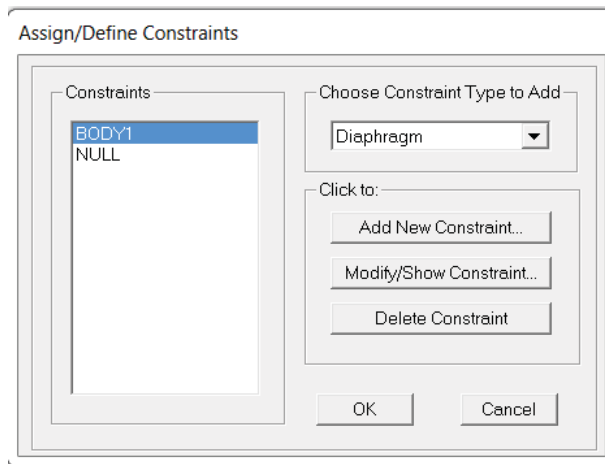 Assign/Define Constraints
Constraints
BODY1
NULL
Choose Constraint Type to Add
Diaphragm
Click to:
Add New Constraint...
Modify/Show Constraint...
Delete Constraint
OK
Cancel